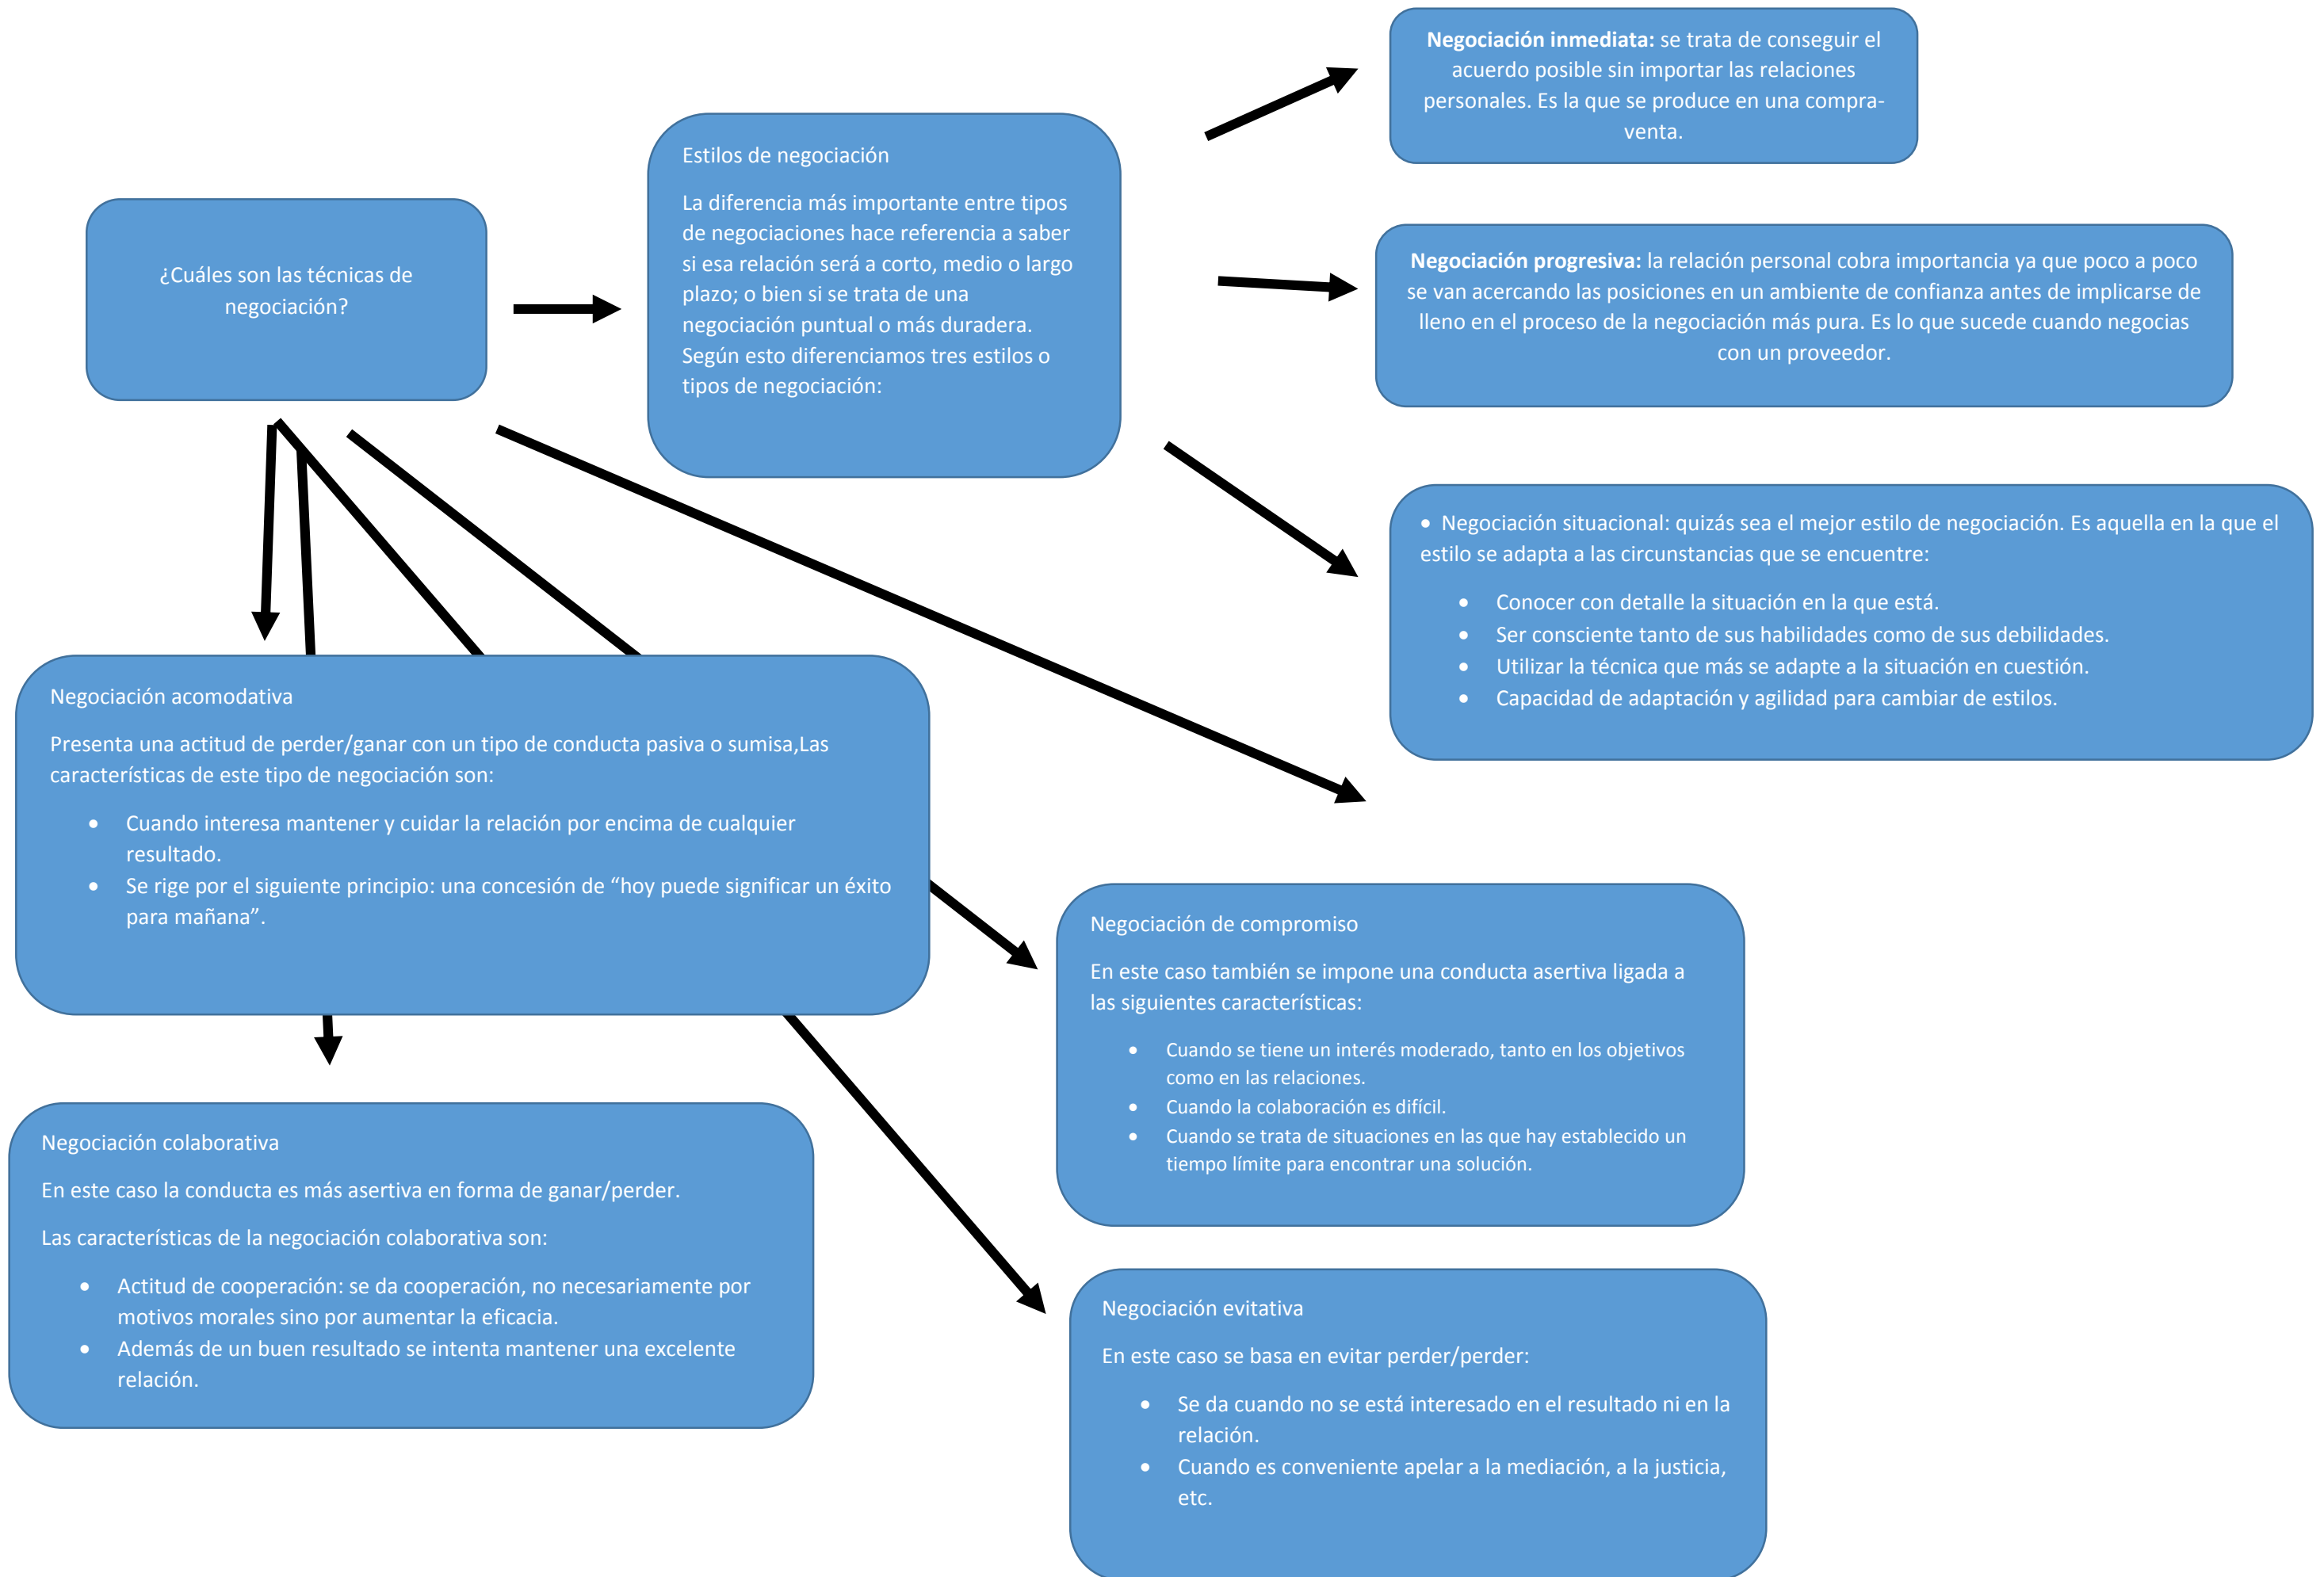 ¿Cuáles son las técnicas de
negociación?
Estilos de negociación
La diferencia más importante entre tipos
de negociaciones hace referencia a saber
si esa relación será a corto, medio o largo
plazo; o bien si se trata de una
negociación puntual o más duradera.
Según esto diferenciamos tres estilos o
tipos de negociación:
Negociación inmediata: se trata de conseguir el
acuerdo posible sin importar las relaciones
personales. Es la que se produce en una compra-
venta.
Negociación progresiva: la relación personal cobra importancia ya que poco a poco
se van acercando las posiciones en un ambiente de confianza antes de implicarse de
lleno en el proceso de la negociación más pura. Es lo que sucede cuando negocias
con un proveedor.
• Negociación situacional: quizás sea el mejor estilo de negociación. Es aquella en la que el
estilo se adapta a las circunstancias que se encuentre:
• Conocer con detalle la situación en la que está.
• Ser consciente tanto de sus habilidades como de sus debilidades.
• Utilizar la técnica que más se adapte a la situación en cuestión.
• Capacidad de adaptación y agilidad para cambiar de estilos.
Negociación acomodativa
Presenta una actitud de perder/ganar con un tipo de conducta pasiva o sumisa,Las
características de este tipo de negociación son:
• Cuando interesa mantener y cuidar la relación por encima de cualquier
resultado.
• Se rige por el siguiente principio: una concesión de “hoy puede significar un éxito
para mañana”.
Negociación de compromiso
En este caso también se impone una conducta asertiva ligada a
las siguientes características:
• Cuando se tiene un interés moderado, tanto en los objetivos
como en las relaciones.
• Cuando la colaboración es difícil.
• Cuando se trata de situaciones en las que hay establecido un
tiempo límite para encontrar una solución.
Negociación colaborativa
En este caso la conducta es más asertiva en forma de ganar/perder.
Las características de la negociación colaborativa son:
• Actitud de cooperación: se da cooperación, no necesariamente por
motivos morales sino por aumentar la eficacia.
• Además de un buen resultado se intenta mantener una excelente
relación.
Negociación evitativa
En este caso se basa en evitar perder/perder:
• Se da cuando no se está interesado en el resultado ni en la
relación.
• Cuando es conveniente apelar a la mediación, a la justicia,
etc.